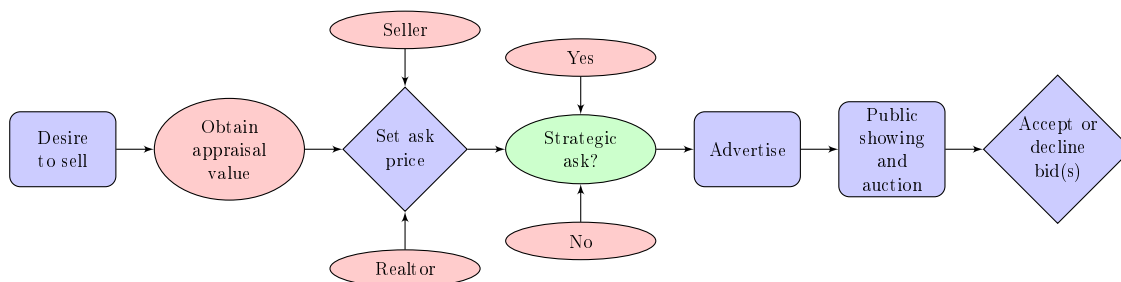 Seller
Yes
Desire
to sell
Obtain
appraisal
value
Set ask
price
Strategic
ask?
Advertise
Public
showing
and
auction
Accept or
decline
bid(s)
No
Realtor